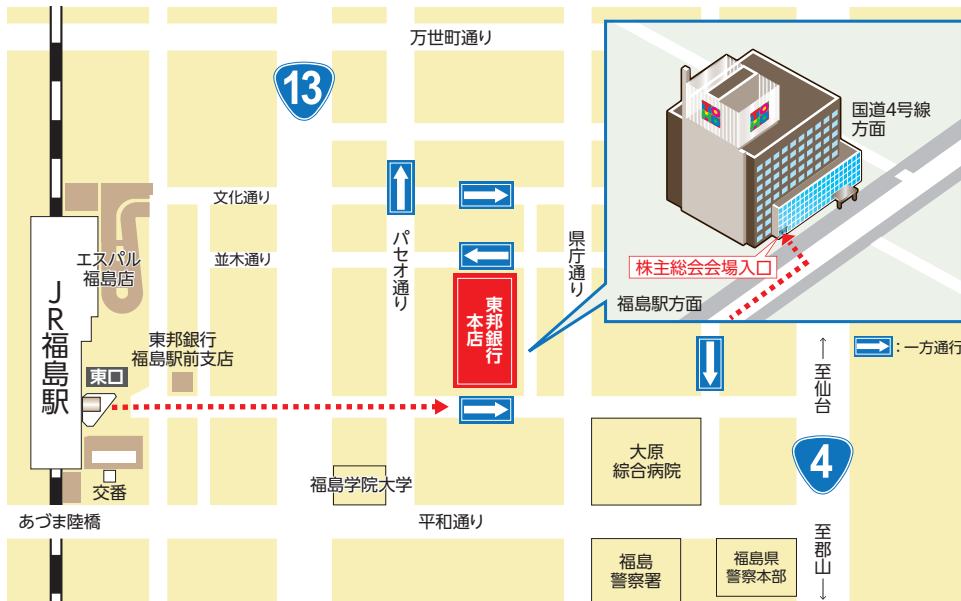 万世町通り
13
国道4号線
方面
文化通り
パセオ通り
県庁通り
並木通り
エスパル
福島店
株主総会会場入口
福島駅方面
JR福島駅
東邦銀行
本店
東邦銀行
福島駅前支店
東口
:一方通行
↑至仙台
大原
綜合病院
4
福島学院大学
交番
あづま陸橋
平和通り
至郡山↓
福島
警察署
福島県
警察本部